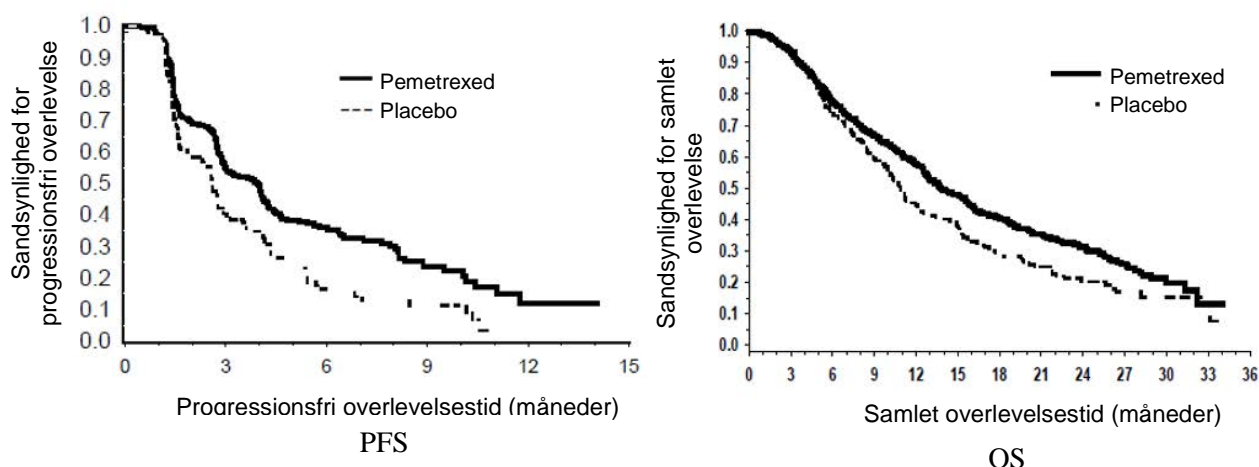 Sandsynlighed for
progressionsfri overlevelse
1.0
0.9
0.8
0.7
0.6
0.5
0.4
0.3
0.2
0.1
0.0
Pemetrexed
Placebo
0 3 6 9 12 15
Progressionsfri overlevelsestid (måneder)
PFS
Sandsynlighed for samlet
overlevelse
1.0
0.9
0.8
0.7
0.6
0.5
0.4
0.3
0.2
0.1
0.0
Pemetrexed
Placebo
0 3 6 9 12 15 18 21 24 27 30 33 36
Samlet overlevelsestid (måneder)
OS